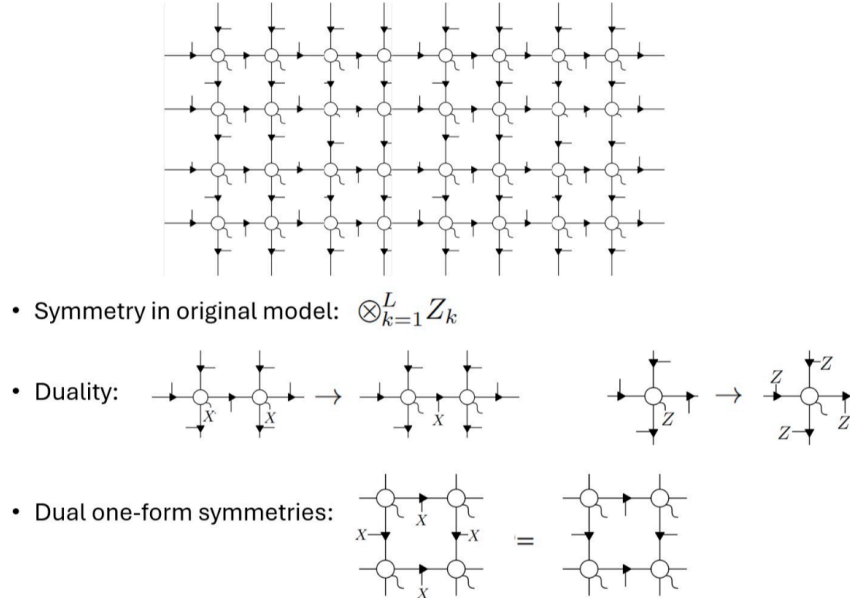 • Symmetry in original model: ⊗_{k=1}^{L} Z_k
• Duality:
X X → X
Z → Z Z Z Z
• Dual one-form symmetries:
X
X X
X
=